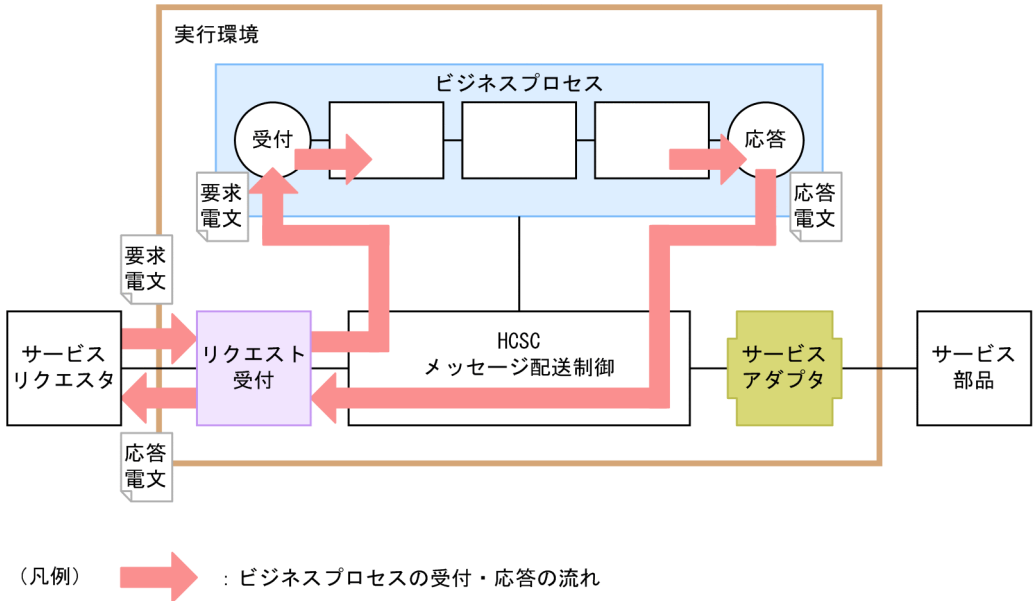 実行環境
ビジネスプロセス
受付
応答
要求
電文
応答
電文
要求
電文
サービス
リクエスタ
リクエスト
受付
HCSC
メッセージ配送制御
サービス
アダプタ
サービス
部品
応答
電文
（凡例）
：ビジネスプロセスの受付・応答の流れ